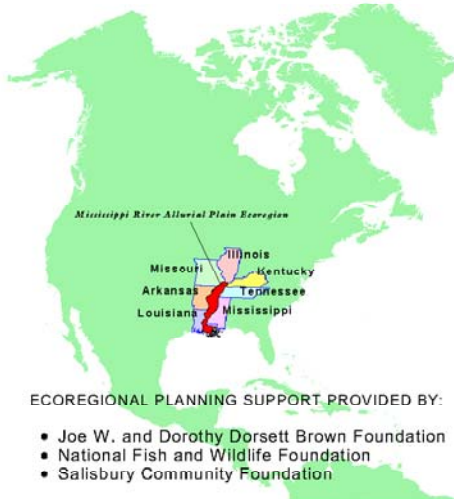 Mississippi River Alluvial Plain Ecoregion
Illinois
Missouri
Kentucky
Arkansas
Tennessee
Louisiana
Mississippi
ECOREGIONAL PLANNING SUPPORT PROVIDED BY:
• Joe W. and Dorothy Dorsett Brown Foundation
• National Fish and Wildlife Foundation
• Salisbury Community Foundation